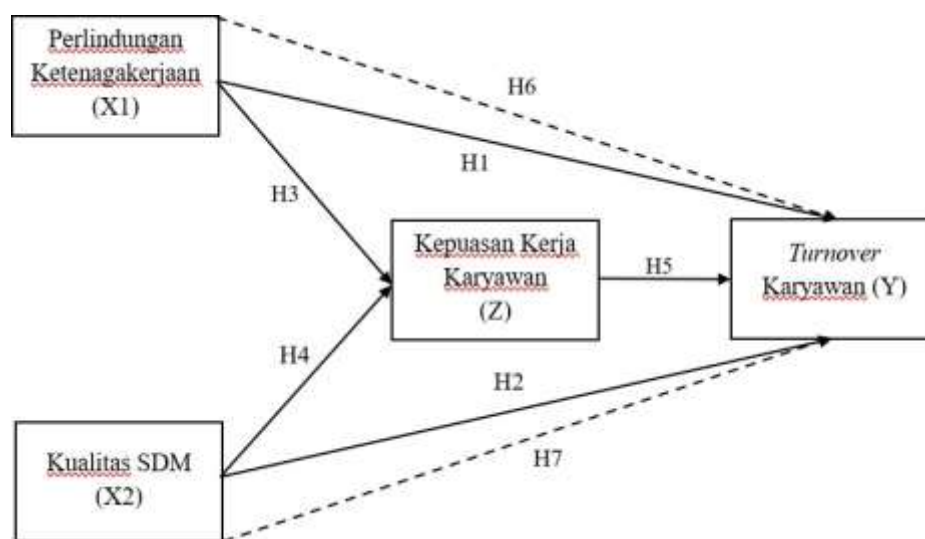 Perlindungan
Ketenagakerjaan
(X1)
H6
H1
H3
Kepuasan Kerja
Karyawan
(Z)
H5
Turnover
Karyawan (Y)
H4
H2
Kualitas SDM
(X2)
H7